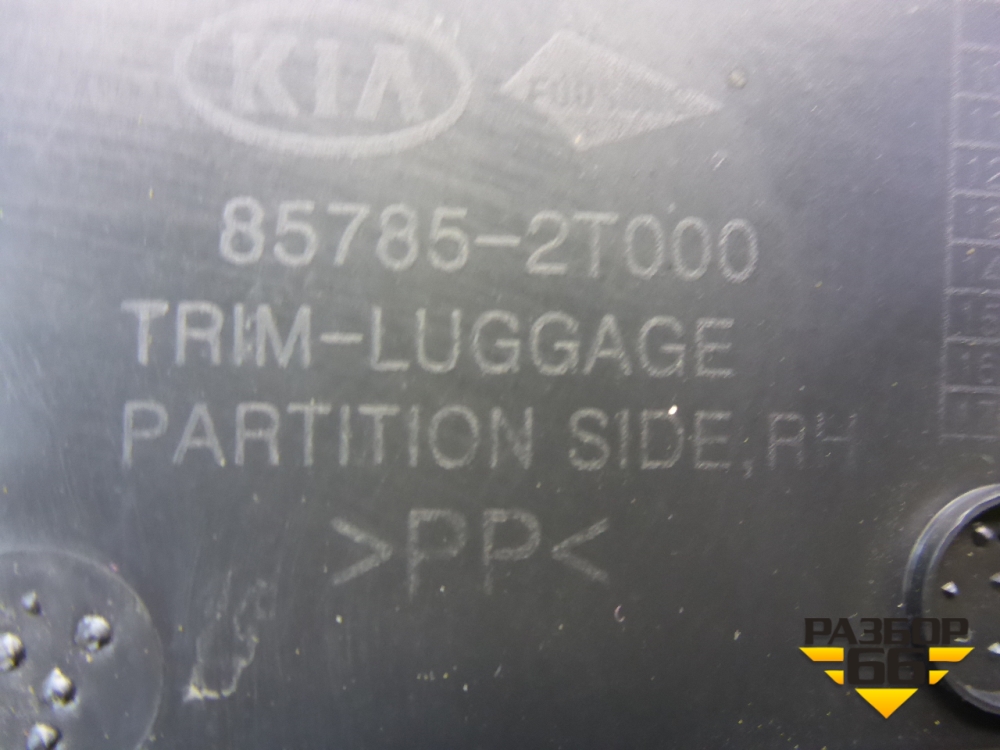 KIA
85785-2T000
TRIM-LUGGAGE
PARTITION SIDE,RH
>PP<
РАЗБОР
66